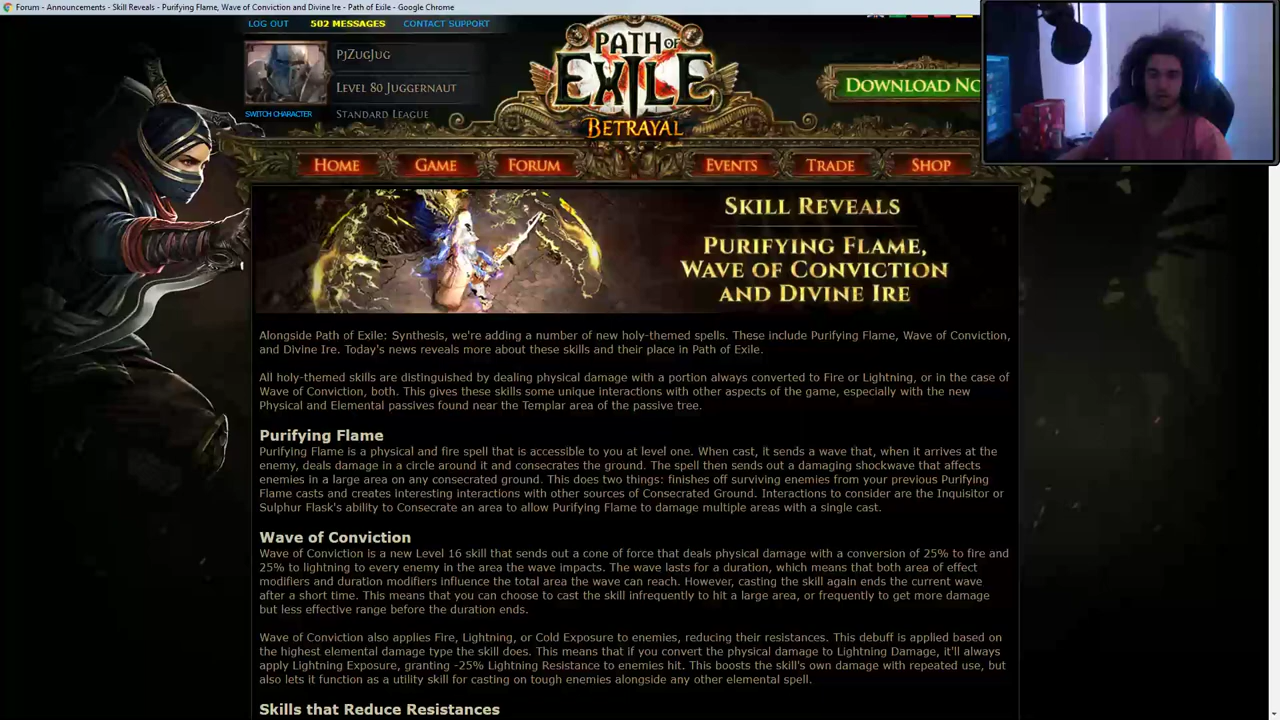 Forum - Announcements - Skill Reveals - Purifying Flame, Wave of Conviction and Divine Ire - Path of Exile - Google Chrome
LOG OUT 502 MESSAGES CONTACT SUPPORT
PjZugJug
Level 80 Juggernaut
SWITCH CHARACTER Standard League
PATH OF EXILE
BETRAYAL
DOWNLOAD NO
HOME GAME FORUM EVENTS TRADE SHOP
SKILL REVEALS
PURIFYING FLAME,
WAVE OF CONVICTION
AND DIVINE IRE
Alongside Path of Exile: Synthesis, we're adding a number of new holy-themed spells. These include Purifying Flame, Wave of Conviction,
and Divine Ire. Today's news reveals more about these skills and their place in Path of Exile.
All holy-themed skills are distinguished by dealing physical damage with a portion always converted to Fire or Lightning, or in the case of
Wave of Conviction, both. This gives these skills some unique interactions with other aspects of the game, especially with the new
Physical and Elemental passives found near the Templar area of the passive tree.
Purifying Flame
Purifying Flame is a physical and fire spell that is accessible to you at level one. When cast, it sends a wave that, when it arrives at the
enemy, deals damage in a circle around it and consecrates the ground. The spell then sends out a damaging shockwave that affects
enemies in a large area on any consecrated ground. This does two things: finishes off surviving enemies from your previous Purifying
Flame casts and creates interesting interactions with other sources of Consecrated Ground. Interactions to consider are the Inquisitor or
Sulphur Flask's ability to Consecrate an area to allow Purifying Flame to damage multiple areas with a single cast.
Wave of Conviction
Wave of Conviction is a new Level 16 skill that sends out a cone of force that deals physical damage with a conversion of 25% to fire and
25% to lightning to every enemy in the area the wave impacts. The wave lasts for a duration, which means that both area of effect
modifiers and duration modifiers influence the total area the wave can reach. However, casting the skill again ends the current wave
after a short time. This means that you can choose to cast the skill infrequently to hit a large area, or frequently to get more damage
but less effective range before the duration ends.
Wave of Conviction also applies Fire, Lightning, or Cold Exposure to enemies, reducing their resistances. This debuff is applied based on
the highest elemental damage type the skill does. This means that if you convert the physical damage to Lightning Damage, it'll always
apply Lightning Exposure, granting -25% Lightning Resistance to enemies hit. This boosts the skill's own damage with repeated use, but
also lets it function as a utility skill for casting on tough enemies alongside any other elemental spell.
Skills that Reduce Resistances